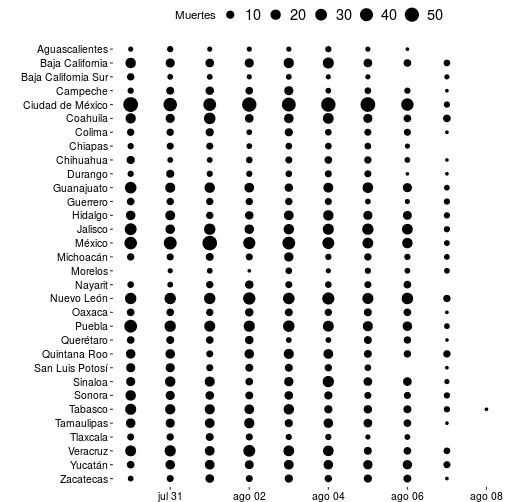 Muertes 10 20 30 40 50
Aguascalientes
Baja California
Baja California Sur
Campeche
Ciudad de México
Coahuila
Colima
Chiapas
Chihuahua
Durango
Guanajuato
Guerrero
Hidalgo
Jalisco
México
Michoacán
Morelos
Nayarit
Nuevo León
Oaxaca
Puebla
Querétaro
Quintana Roo
San Luis Potosí
Sinaloa
Sonora
Tabasco
Tamaulipas
Tlaxcala
Veracruz
Yucatán
Zacatecas
jul 31 ago 02 ago 04 ago 06 ago 08